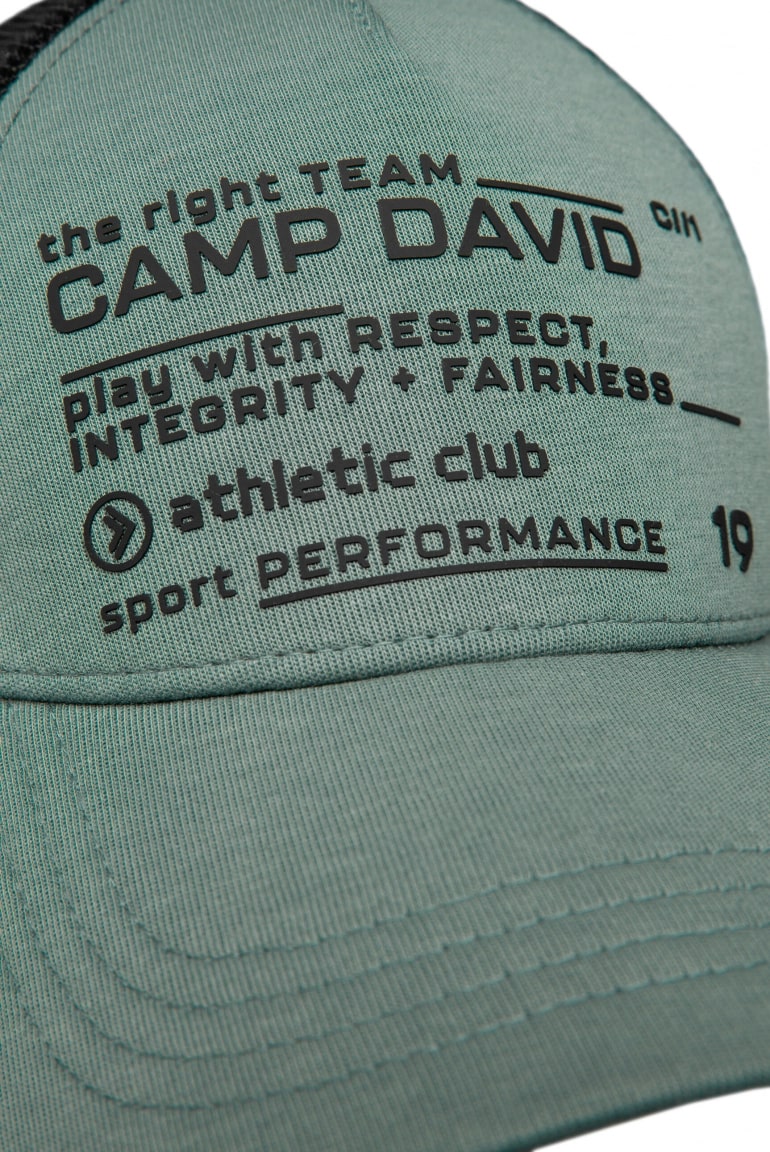 the right TEAM
CAMP DAVID
play with RESPECT,
INTEGRITY + FAIRNESS
athletic club
sport PERFORMANCE
19